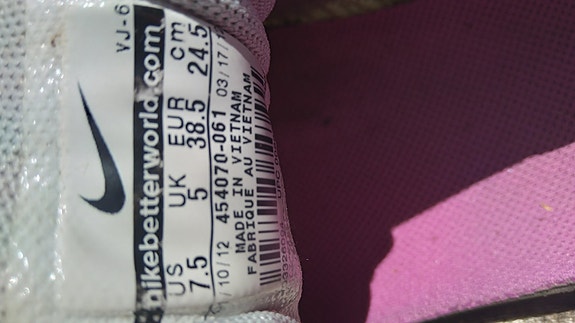 VJ-6
nikebetterworld.com
US UK EUR cm
7.5 5 38.5 24.5
/10/12 454070-061 03/17/
MADE IN VIETNAM
FABRIQUE AU VIETNAM